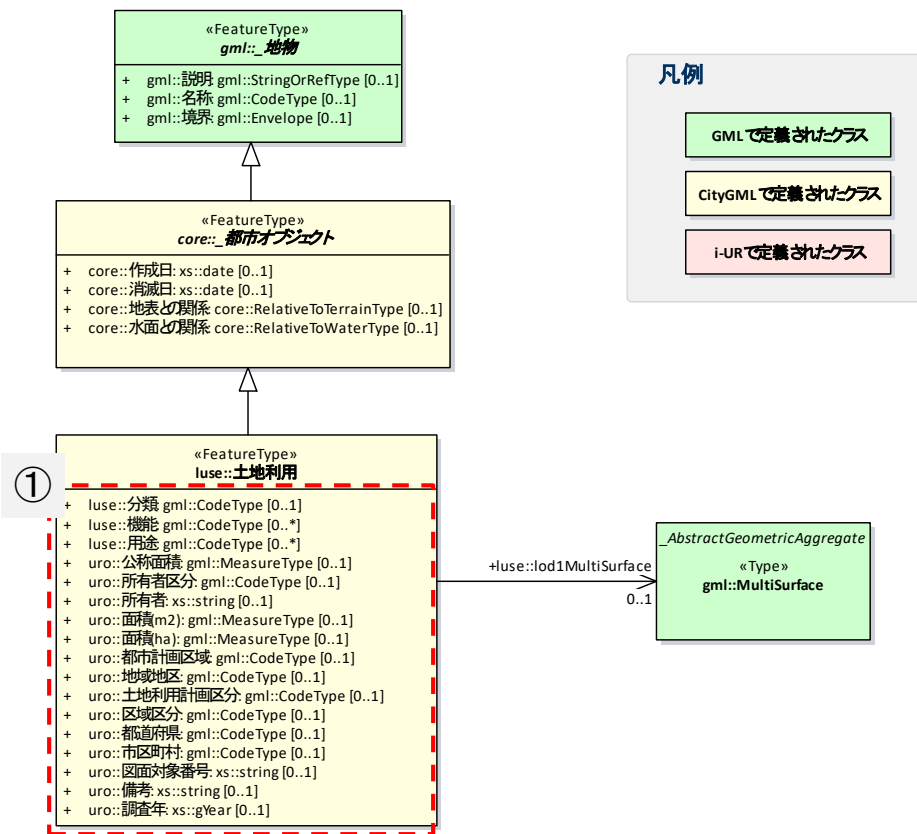 «FeatureType»
gml::_地物
+ gml::説明: gml::StringOrRefType [0..1]
+ gml::名称: gml::CodeType [0..1]
+ gml::境界: gml::Envelope [0..1]
凡例
GMLで定義されたクラス
CityGMLで定義されたクラス
i-URで定義されたクラス
«FeatureType»
core::_都市オブジェクト
+ core::作成日: xs::date [0..1]
+ core::消滅日: xs::date [0..1]
+ core::地表との関係: core::RelativeToTerrainType [0..1]
+ core::水面との関係: core::RelativeToWaterType [0..1]
①
«FeatureType»
luse::土地利用
+ luse::分類: gml::CodeType [0..1]
+ luse::機能: gml::CodeType [0..*]
+ luse::用途: gml::CodeType [0..*]
+ uro::公称面積: gml::MeasureType [0..1]
+ uro::所有者区分: gml::CodeType [0..1]
+ uro::所有者: xs::string [0..1]
+ uro::面積(m2): gml::MeasureType [0..1]
+ uro::面積(ha): gml::MeasureType [0..1]
+ uro::都市計画区域: gml::CodeType [0..1]
+ uro::地域地区: gml::CodeType [0..1]
+ uro::土地利用計画区分: gml::CodeType [0..1]
+ uro::区域区分: gml::CodeType [0..1]
+ uro::都道府県: gml::CodeType [0..1]
+ uro::市区町村: gml::CodeType [0..1]
+ uro::図面対象番号: xs::string [0..1]
+ uro::備考: xs::string [0..1]
+ uro::調査年: xs::gYear [0..1]
+luse::lod1MultiSurface
0..1
_AbstractGeometricAggregate
«Type»
gml::MultiSurface